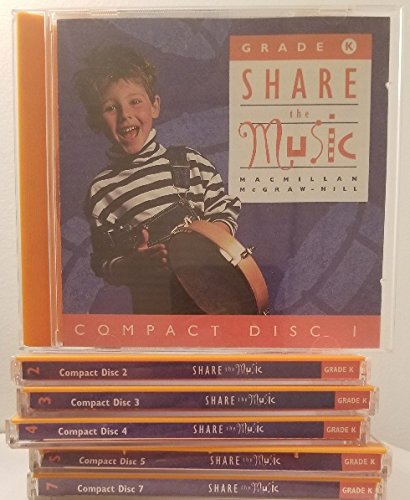 GRADE K
SHARE
the
Music
MACMILLAN
McGRAW-HILL
COMPACT DISC 1
2 Compact Disc 2 SHARE the Music GRADE K
3 Compact Disc 3 SHARE the Music GRADE K
4 Compact Disc 4 SHARE the Music GRADE K
5 Compact Disc 5 SHARE the Music GRADE K
7 Compact Disc 7 SHARE the Music GRADE K